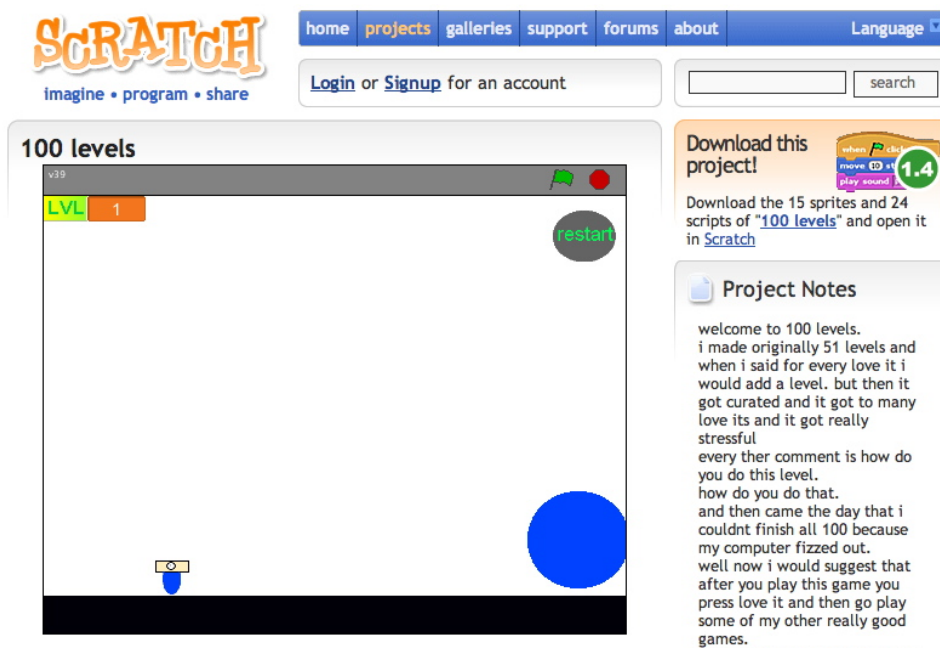 SCRATCH
imagine • program • share
home projects galleries support forums about Language
Login or Signup for an account
search
100 levels
v39
LVL 1
restart
Download this
project!
when click
move 10 st
play sound
1.4
Download the 15 sprites and 24
scripts of "100 levels" and open it
in Scratch
Project Notes
welcome to 100 levels.
i made originally 51 levels and
when i said for every love it i
would add a level. but then it
got curated and it got to many
love its and it got really
stressful
every ther comment is how do
you do this level.
how do you do that.
and then came the day that i
couldnt finish all 100 because
my computer fizzed out.
well now i would suggest that
after you play this game you
press love it and then go play
some of my other really good
games.